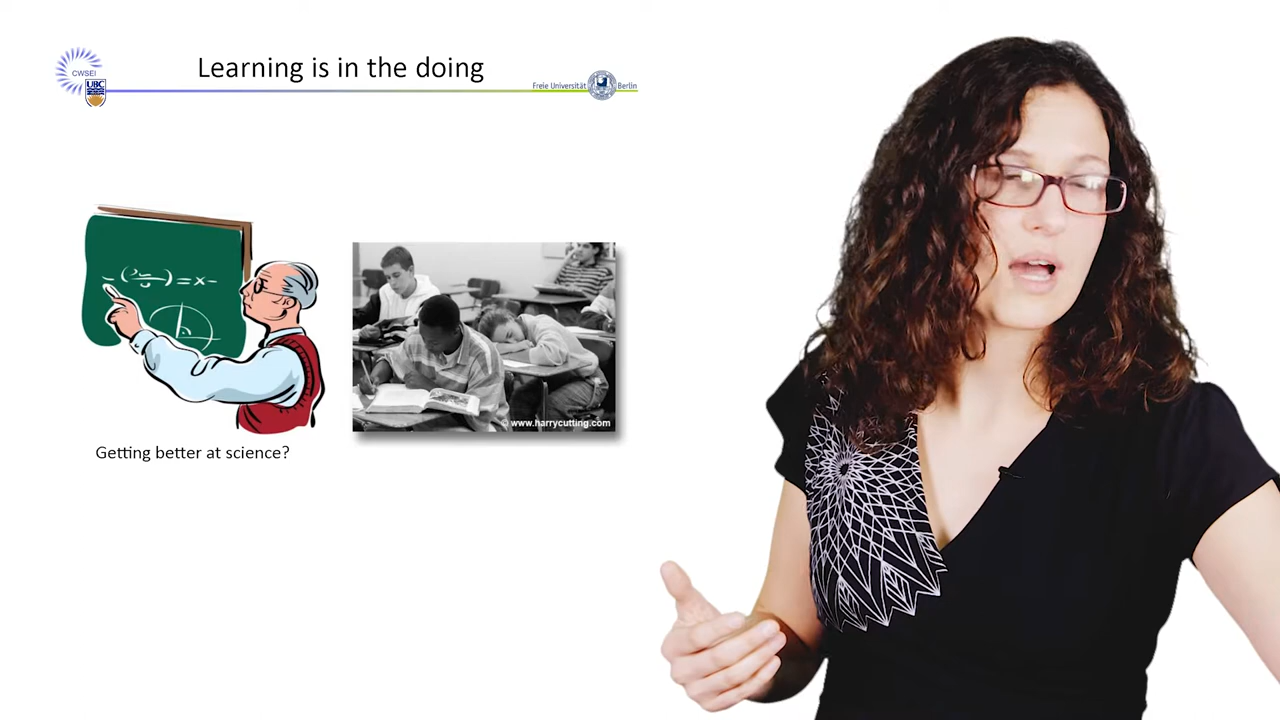 CWSEI
UBC
Learning is in the doing
Freie Universität Berlin
= x -
© www.harrycutting.com
Getting better at science?